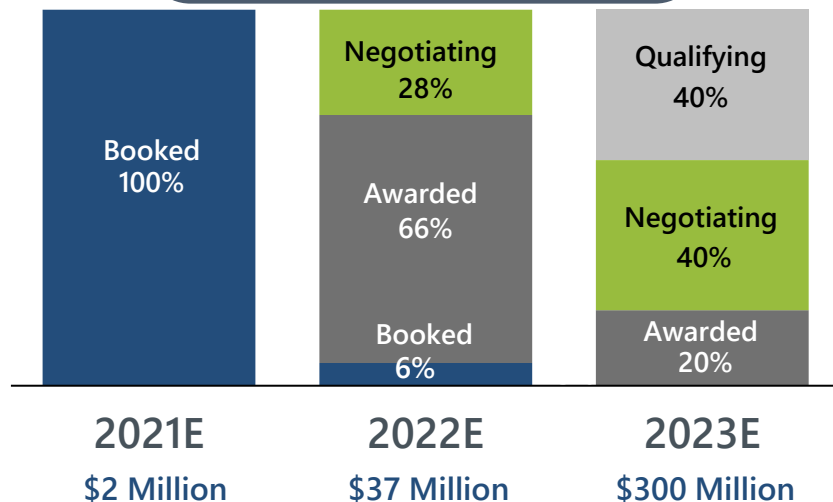 Booked
100%
Negotiating
28%
Awarded
66%
Booked
6%
Qualifying
40%
Negotiating
40%
Awarded
20%
2021E
2022E
2023E
$2 Million
$37 Million
$300 Million